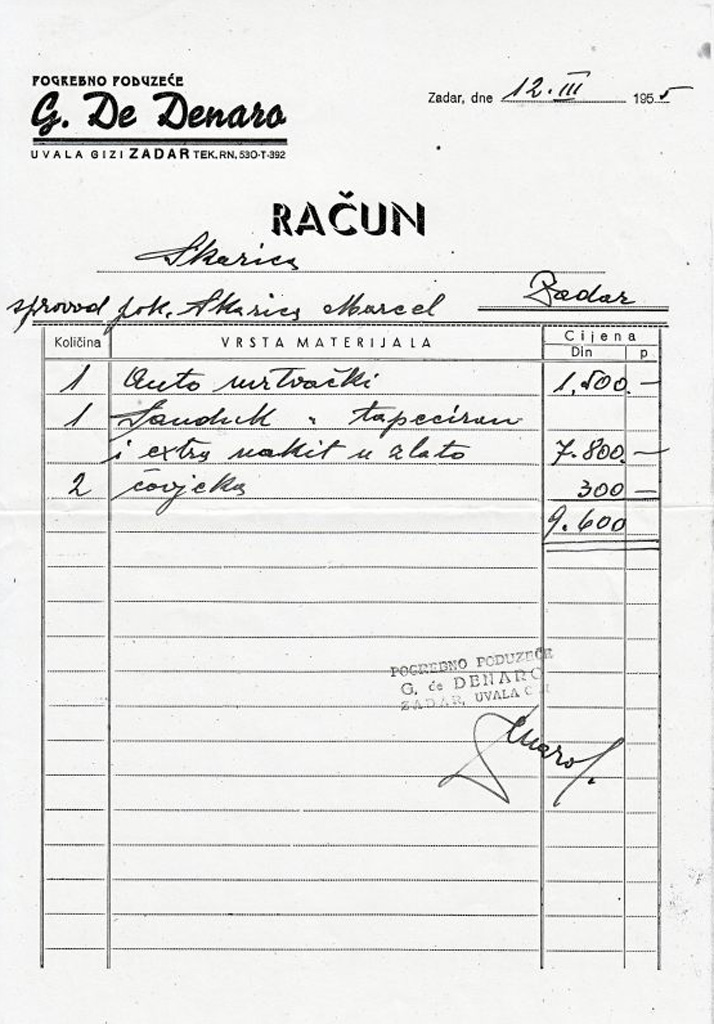 POGREBNO PODUZEĆE
G. De Denaro
UVALA GIZI ZADAR TEK. RN. 530-T-392
Zadar, dne 12. III 1955
RAČUN
Skarica
Zadar
sprovod pok. Skarica Marcel
Količina VRSTA MATERIJALA Cijena
Din p
1 Auto mrtvački 1,500.—
1 Sanduk tapeciran
i extra nakit u zlato 7.800.—
2 čovjeka 300 —
9.600
POGREBNO PODUZEĆE
G. de DENARO
ZADAR, UVALA